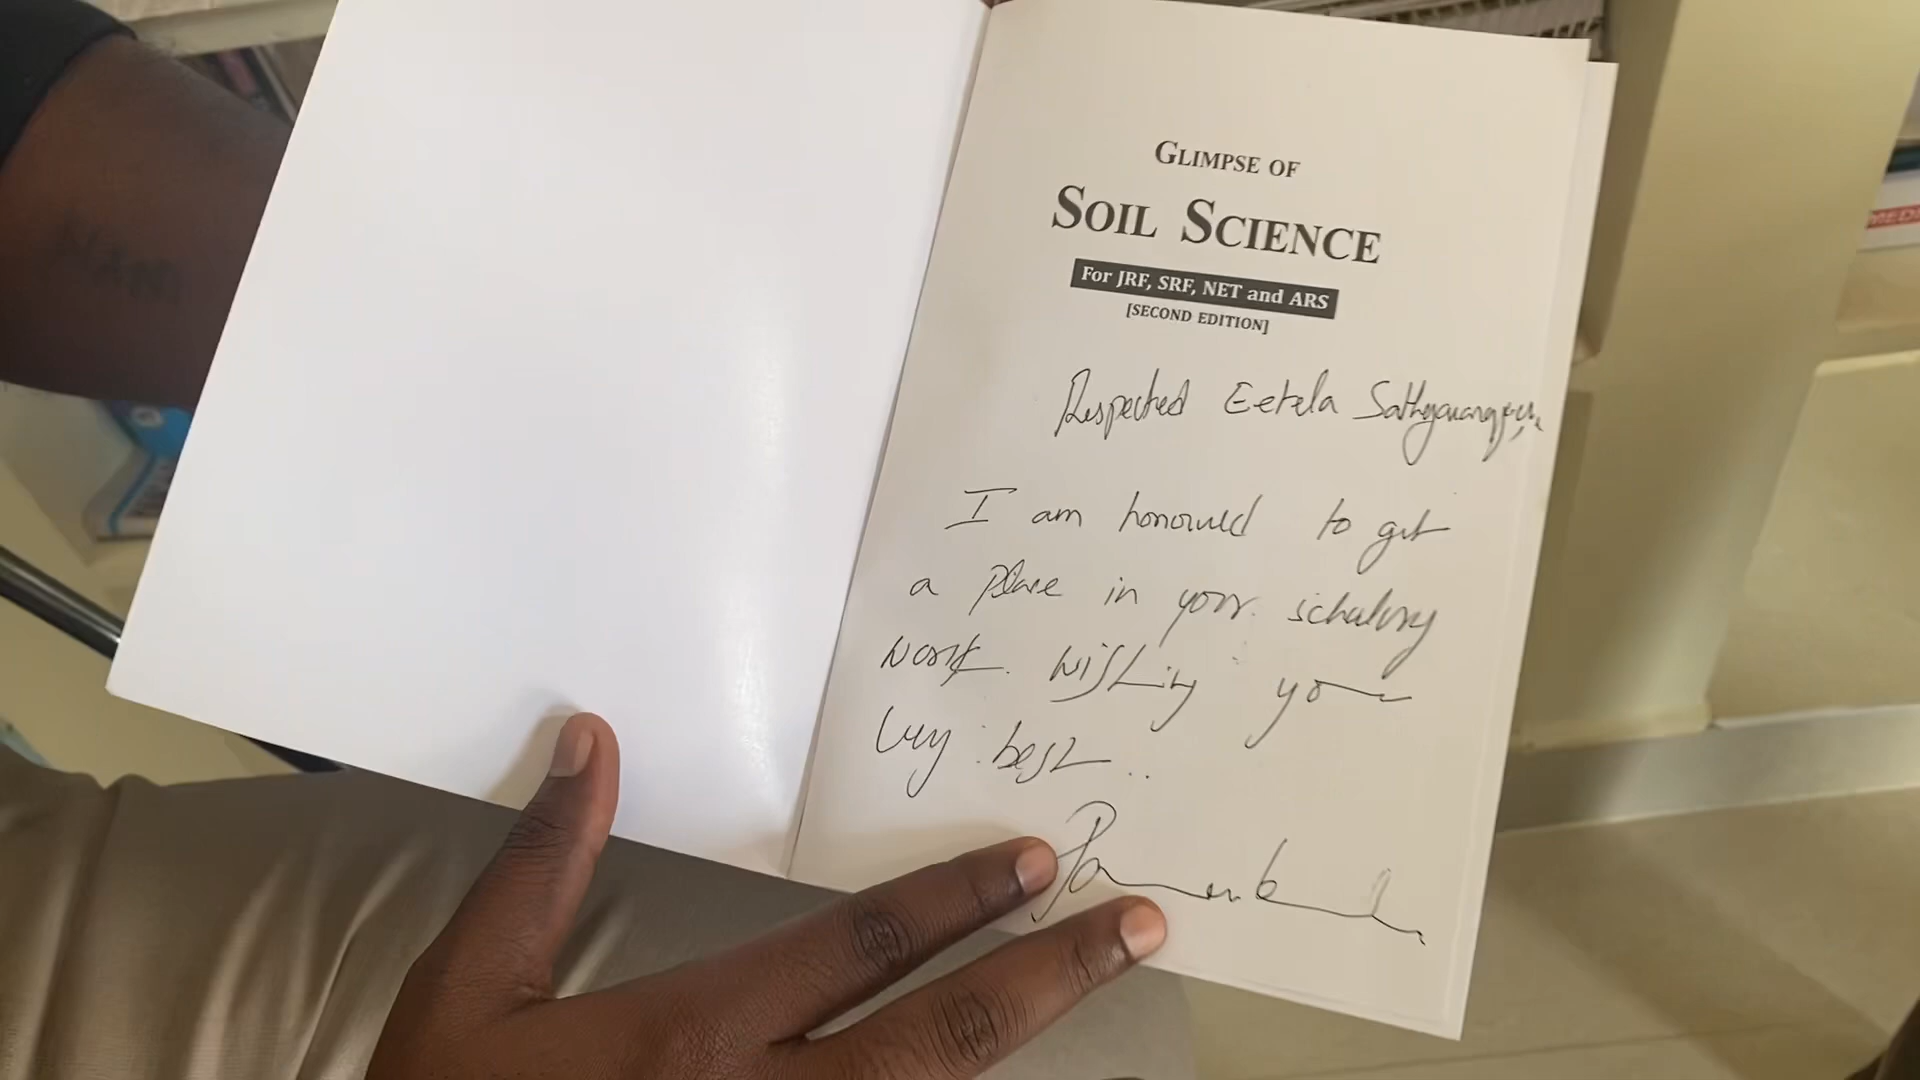 GLIMPSE OF
SOIL SCIENCE
For JRF, SRF, NET and ARS
[SECOND EDITION]
Respected Eetela Sathyanarayana,
I am honoured to get
a place in your scholarly
work. Wishing you
very best..
MEDI